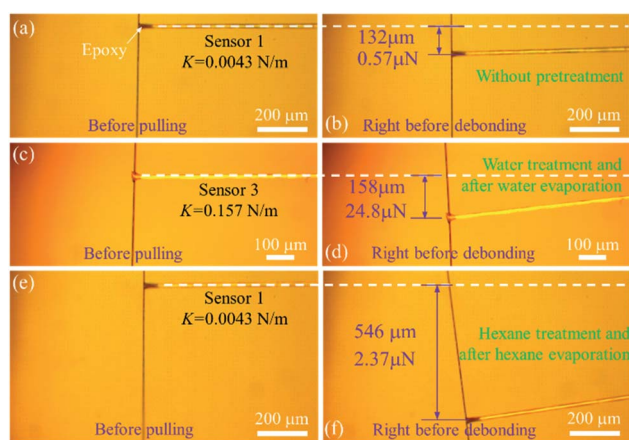 (a)
Epoxy
Sensor 1
K=0.0043 N/m
Before pulling
200 μm
132μm
0.57μN
Without pretreatment
(b)
Right before debonding
200 μm
(c)
Sensor 3
K=0.157 N/m
Before pulling
100 μm
Water treatment and
after water evaporation
158μm
24.8μN
(d)
Right before debonding
100 μm
(e)
Sensor 1
K=0.0043 N/m
Before pulling
200 μm
546 μm
2.37μN
Hexane treatment and
after hexane evaporation
(f)
Right before debonding
200 μm